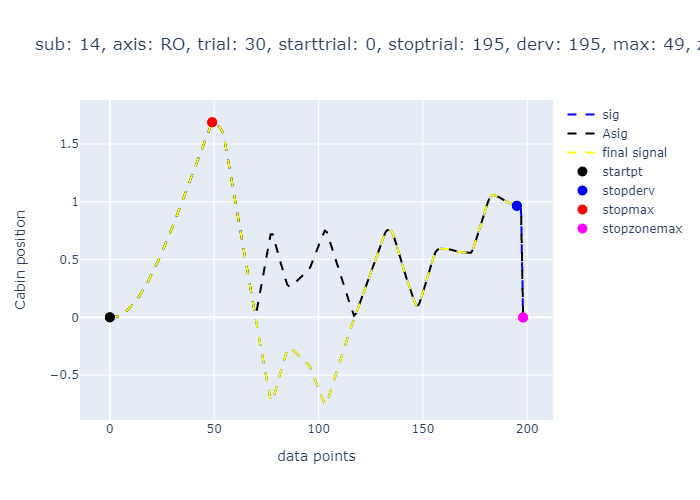 sub: 14, axis: RO, trial: 30, starttrial: 0, stoptrial: 195, derv: 195, max: 49,
sig
Asig
final signal
startpt
stopderv
stopmax
stopzonemax
1.5
1
0.5
0
−0.5
Cabin position
0
50
100
150
200
data points